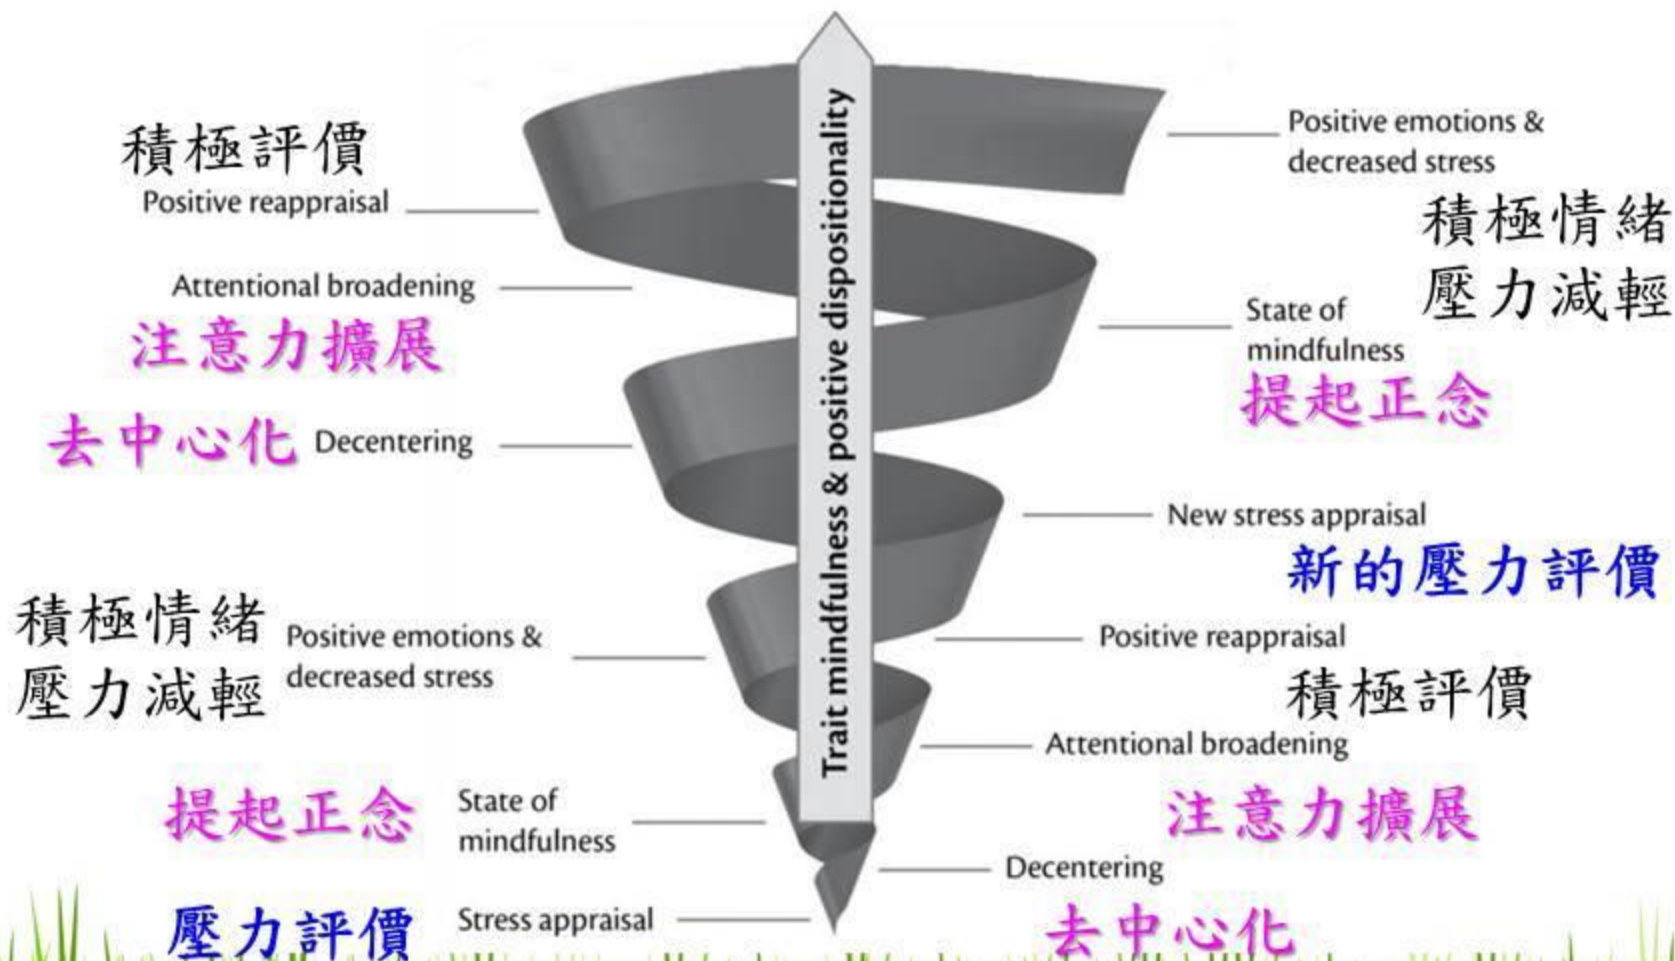 積極評價
Positive reappraisal
Attentional broadening
注意力擴展
去中心化 Decentering
積極情緒
壓力減輕
Positive emotions &
decreased stress
提起正念
State of
mindfulness
壓力評價 Stress appraisal
Trait mindfulness & positive dispositionality
Positive emotions &
decreased stress
積極情緒
壓力減輕
State of
mindfulness
提起正念
New stress appraisal
新的壓力評價
Positive reappraisal
積極評價
Attentional broadening
注意力擴展
Decentering
去中心化